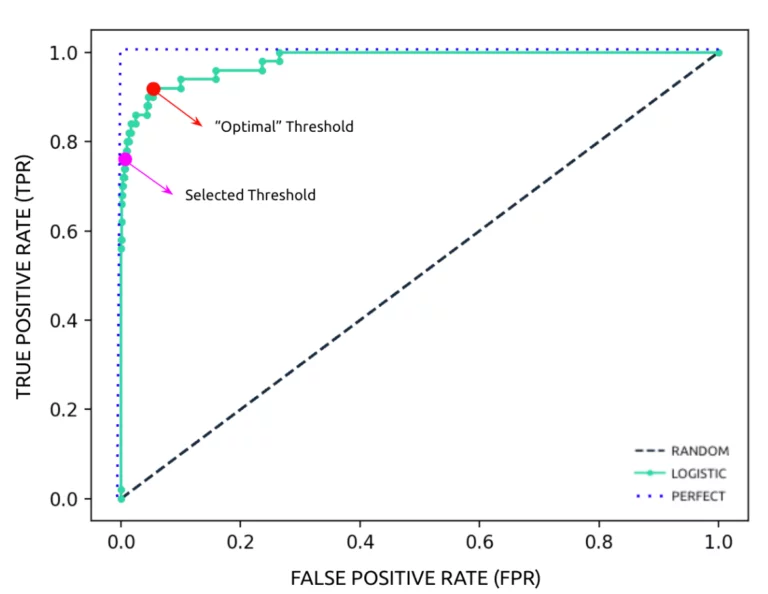 1.0
0.8
0.6
0.4
0.2
0.0
TRUE POSITIVE RATE (TPR)
“Optimal” Threshold
Selected Threshold
RANDOM
LOGISTIC
PERFECT
0.0 0.2 0.4 0.6 0.8 1.0
FALSE POSITIVE RATE (FPR)